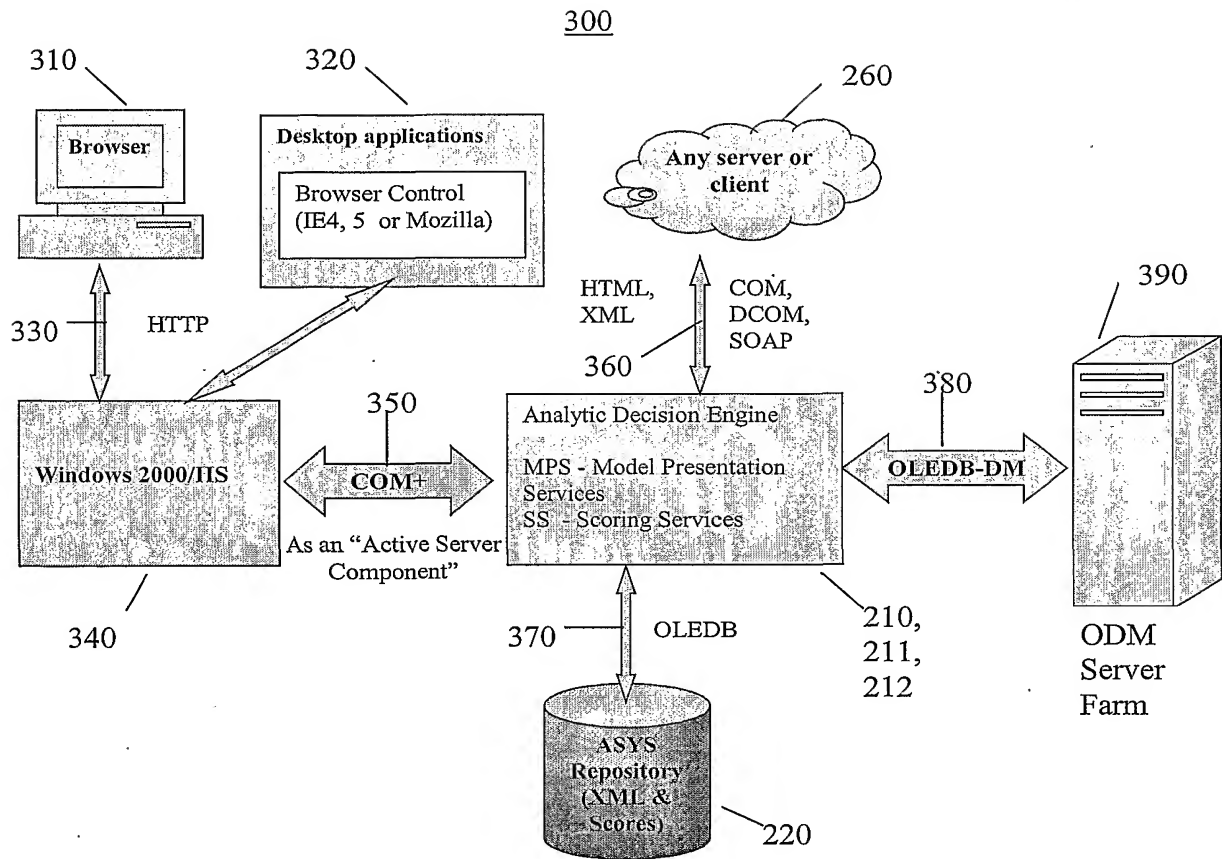 300
310
320
260
Browser
Desktop applications
Browser Control
(IE4, 5 or Mozilla)
Any server or
client
390
330
HTTP
HTML,
XML
COM,
DCOM,
SOAP
360
350
380
Windows 2000/IIS
COM+
Analytic Decision Engine
MPS - Model Presentation
Services
SS - Scoring Services
OLEDB-DM
As an “Active Server
Component”
340
370
OLEDB
210,
211,
212
ODM
Server
Farm
ASYS
Repository
(XML &
Scores)
220